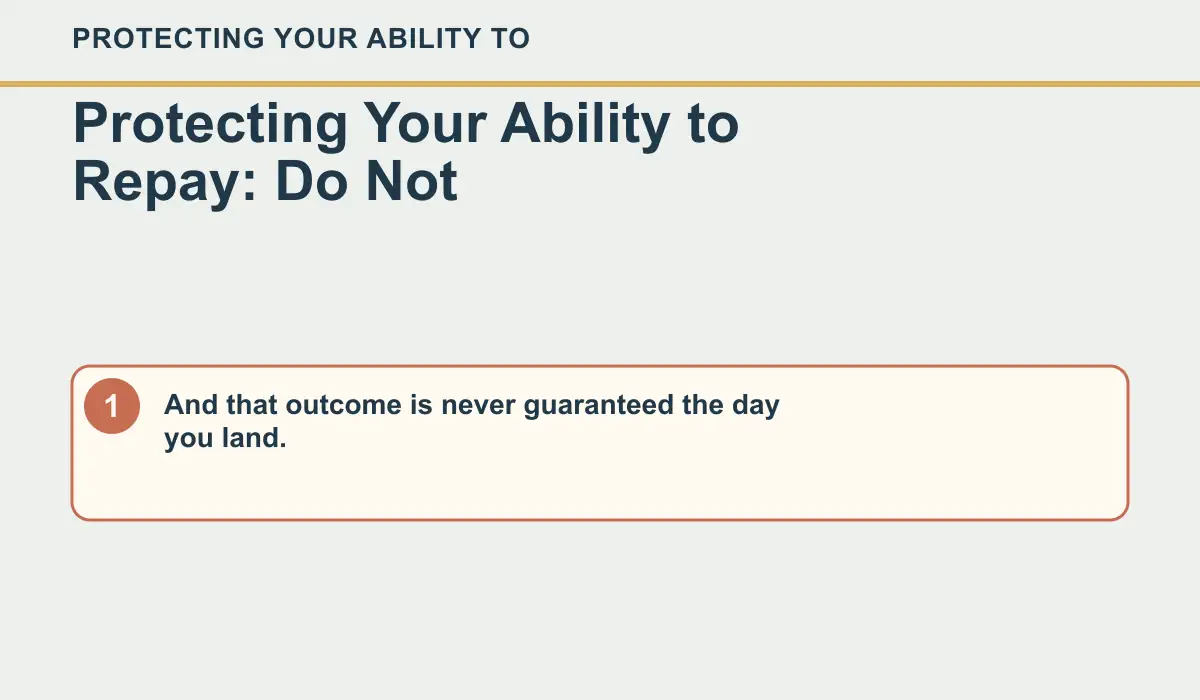 PROTECTING YOUR ABILITY TO
Protecting Your Ability to
Repay: Do Not
1
And that outcome is never guaranteed the day
you land.